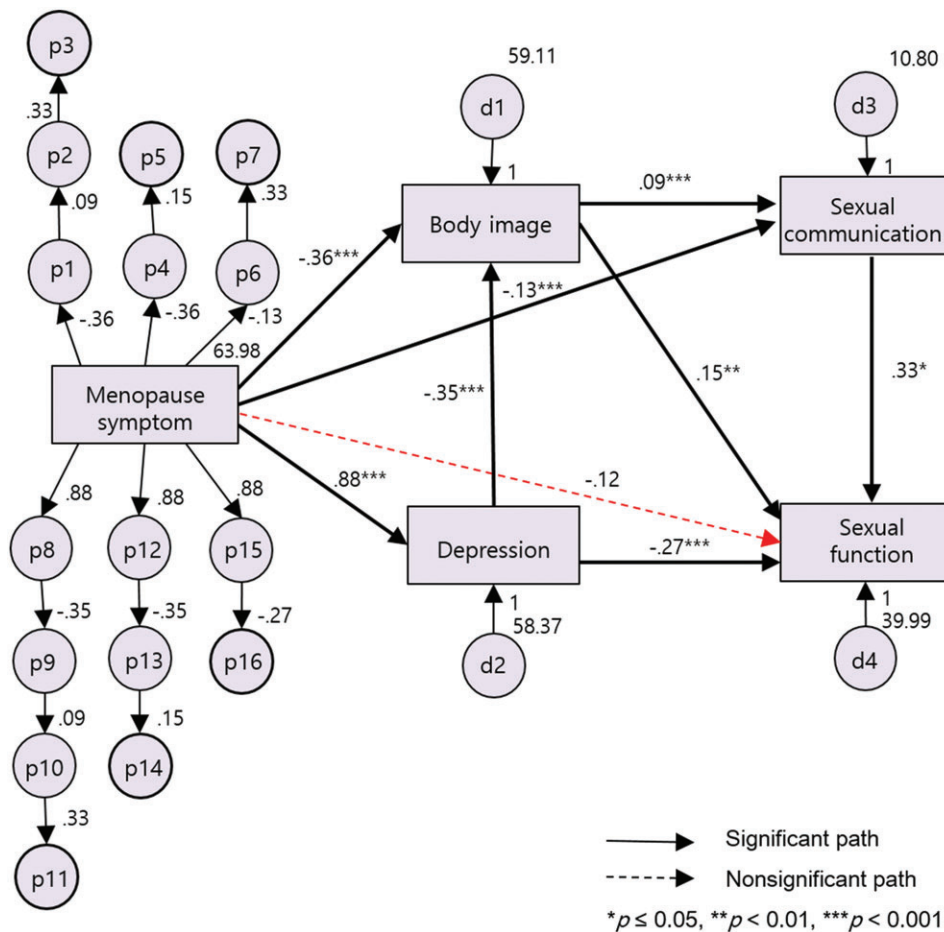 p3
59.11
10.80
d1
d3
.33
p2
p5
p7
1
1
.09
.15
.33
Body image
.09***
Sexual
communication
p1
p4
p6
-.36***
-.13***
-.36
-.36
-.13
63.98
Menopause
symptom
-.35***
.15**
.33*
.88***
-.12
.88
.88
.88
p8
p12
p15
Depression
-.27***
Sexual
function
-.35
-.35
-.27
1
58.37
1
39.99
p9
p13
p16
d2
d4
.09
.15
p10
p14
.33
p11
Significant path
Nonsignificant path
*p ≤ 0.05, **p < 0.01, ***p < 0.001